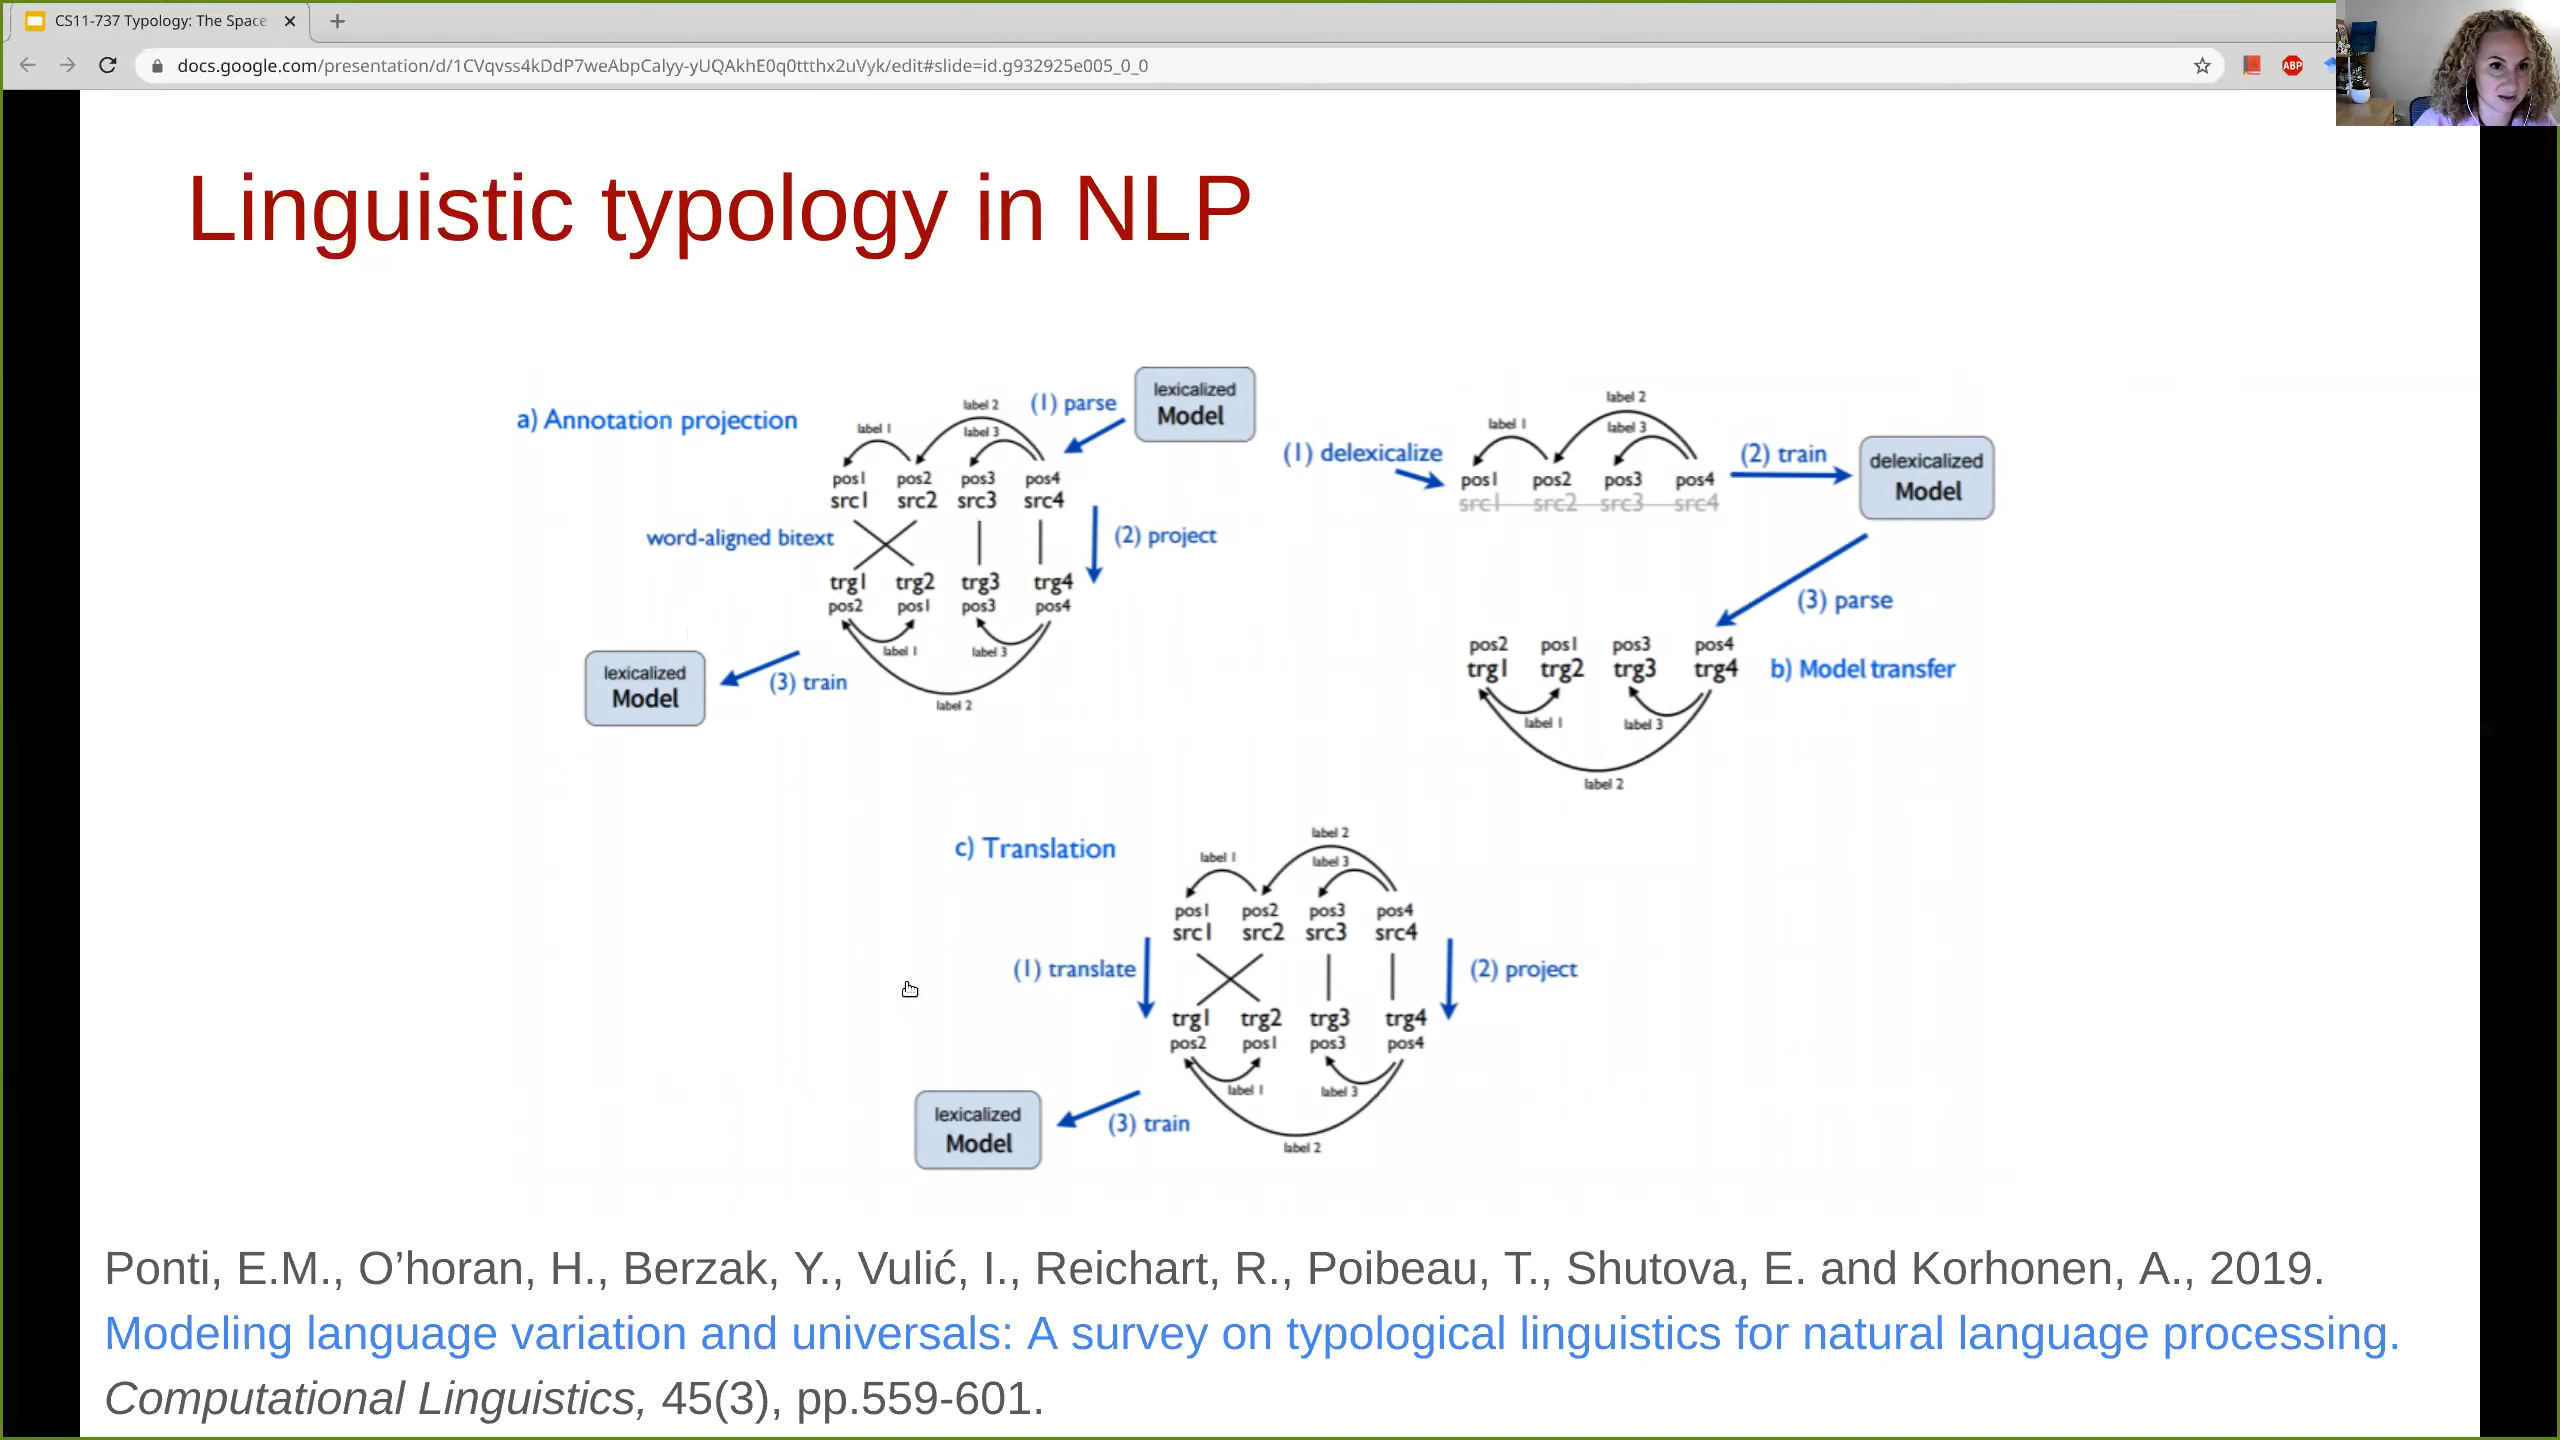 CS11-737 Typology: The Space
docs.google.com/presentation/d/1CVqvss4kDdP7weAbpCalyy-yUQAkhE0q0ttthx2uVyk/edit#slide=id.g932925e005_0_0
ABP
Linguistic typology in NLP
a) Annotation projection
label 1
label 2
label 3
(1) parse
lexicalized
Model
pos1 pos2 pos3 pos4
src1 src2 src3 src4
word-aligned bitext
(2) project
trg1 trg2 trg3 trg4
pos2 pos1 pos3 pos4
label 1
label 3
label 2
(3) train
lexicalized
Model
(1) delexicalize
label 1
label 2
label 3
pos1 pos2 pos3 pos4
src1 src2 src3 src4
(2) train
delexicalized
Model
(3) parse
pos2 pos1 pos3 pos4
trg1 trg2 trg3 trg4
b) Model transfer
label 1
label 3
label 2
c) Translation
label 1
label 2
label 3
pos1 pos2 pos3 pos4
src1 src2 src3 src4
(1) translate
(2) project
trg1 trg2 trg3 trg4
pos2 pos1 pos3 pos4
label 1
label 3
label 2
(3) train
lexicalized
Model
Ponti, E.M., O’horan, H., Berzak, Y., Vulić, I., Reichart, R., Poibeau, T., Shutova, E. and Korhonen, A., 2019.
Modeling language variation and universals: A survey on typological linguistics for natural language processing.
Computational Linguistics, 45(3), pp.559-601.